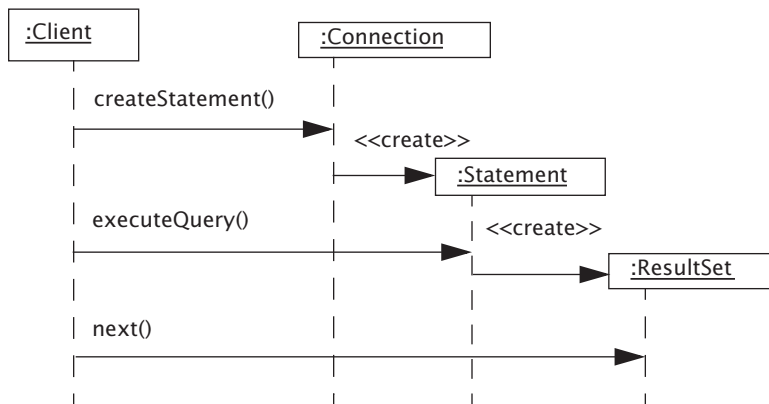 :Client
:Connection
createStatement()
<<create>>
:Statement
executeQuery()
<<create>>
:ResultSet
next()